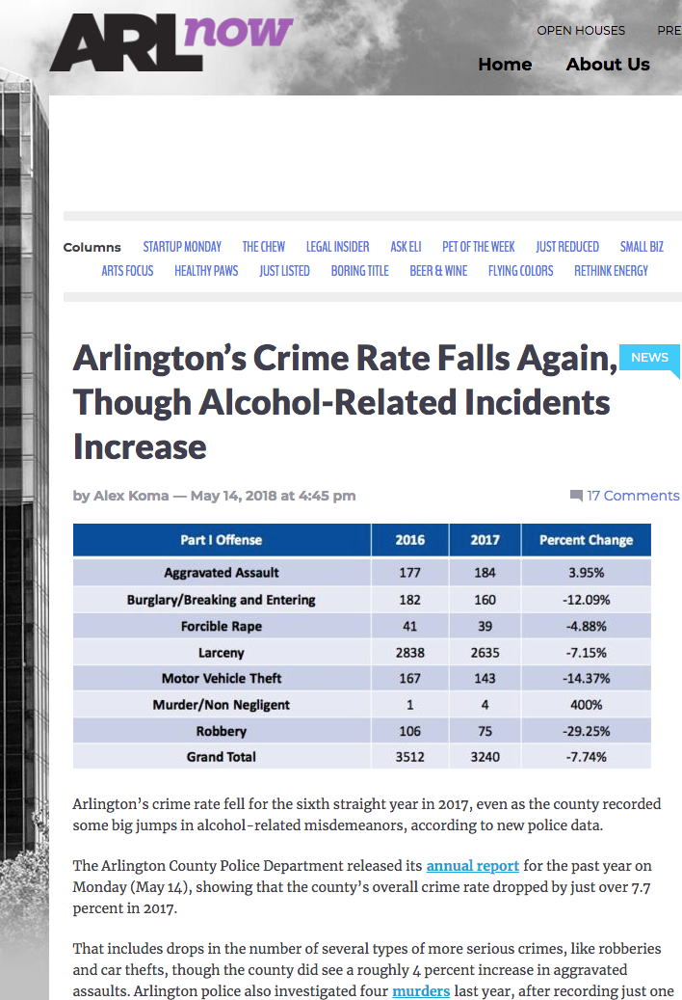 ARLnow
OPEN HOUSES PRE
Home About Us
Columns STARTUP MONDAY THE CHEW LEGAL INSIDER ASK ELI PET OF THE WEEK JUST REDUCED SMALL BIZ
ARTS FOCUS HEALTHY PAWS JUST LISTED BORING TITLE BEER & WINE FLYING COLORS RETHINK ENERGY
Arlington’s Crime Rate Falls Again, NEWS
Though Alcohol-Related Incidents
Increase
by Alex Koma — May 14, 2018 at 4:45 pm 17 Comments
Part I Offense 2016 2017 Percent Change
Aggravated Assault 177 184 3.95%
Burglary/Breaking and Entering 182 160 -12.09%
Forcible Rape 41 39 -4.88%
Larceny 2838 2635 -7.15%
Motor Vehicle Theft 167 143 -14.37%
Murder/Non Negligent 1 4 400%
Robbery 106 75 -29.25%
Grand Total 3512 3240 -7.74%
Arlington’s crime rate fell for the sixth straight year in 2017, even as the county recorded
some big jumps in alcohol-related misdemeanors, according to new police data.
The Arlington County Police Department released its annual report for the past year on
Monday (May 14), showing that the county’s overall crime rate dropped by just over 7.7
percent in 2017.
That includes drops in the number of several types of more serious crimes, like robberies
and car thefts, though the county did see a roughly 4 percent increase in aggravated
assaults. Arlington police also investigated four murders last year, after recording just one